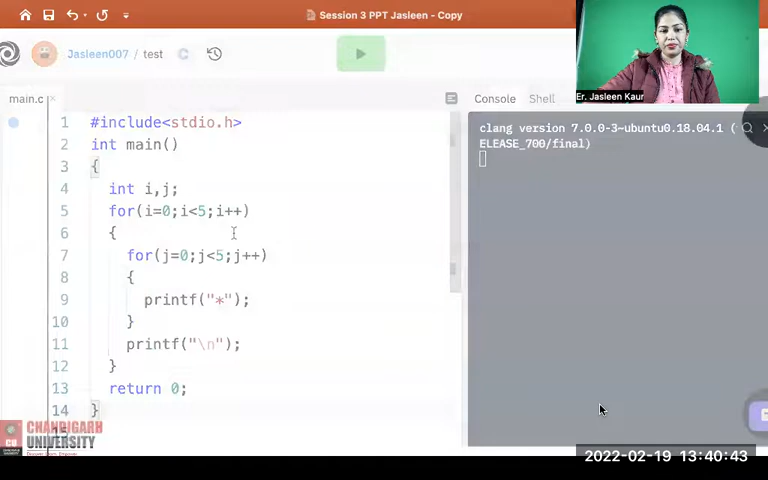 Session 3 PPT Jasleen - Copy
Jasleen007 / test
Er. Jasleen Kaur
main.c
Console
Shell
1 #include<stdio.h>
2 int main()
3 {
4 int i,j;
5 for(i=0;i<5;i++)
6 {
7 for(j=0;j<5;j++)
8 {
9 printf("*");
10 }
11 printf("\n");
12 }
13 return 0;
14 }
15
clang version 7.0.0-3~ubuntu0.18.04.1 (
ELEASE_700/final)
CHANDIGARH
UNIVERSITY
2022-02-19 13:40:43